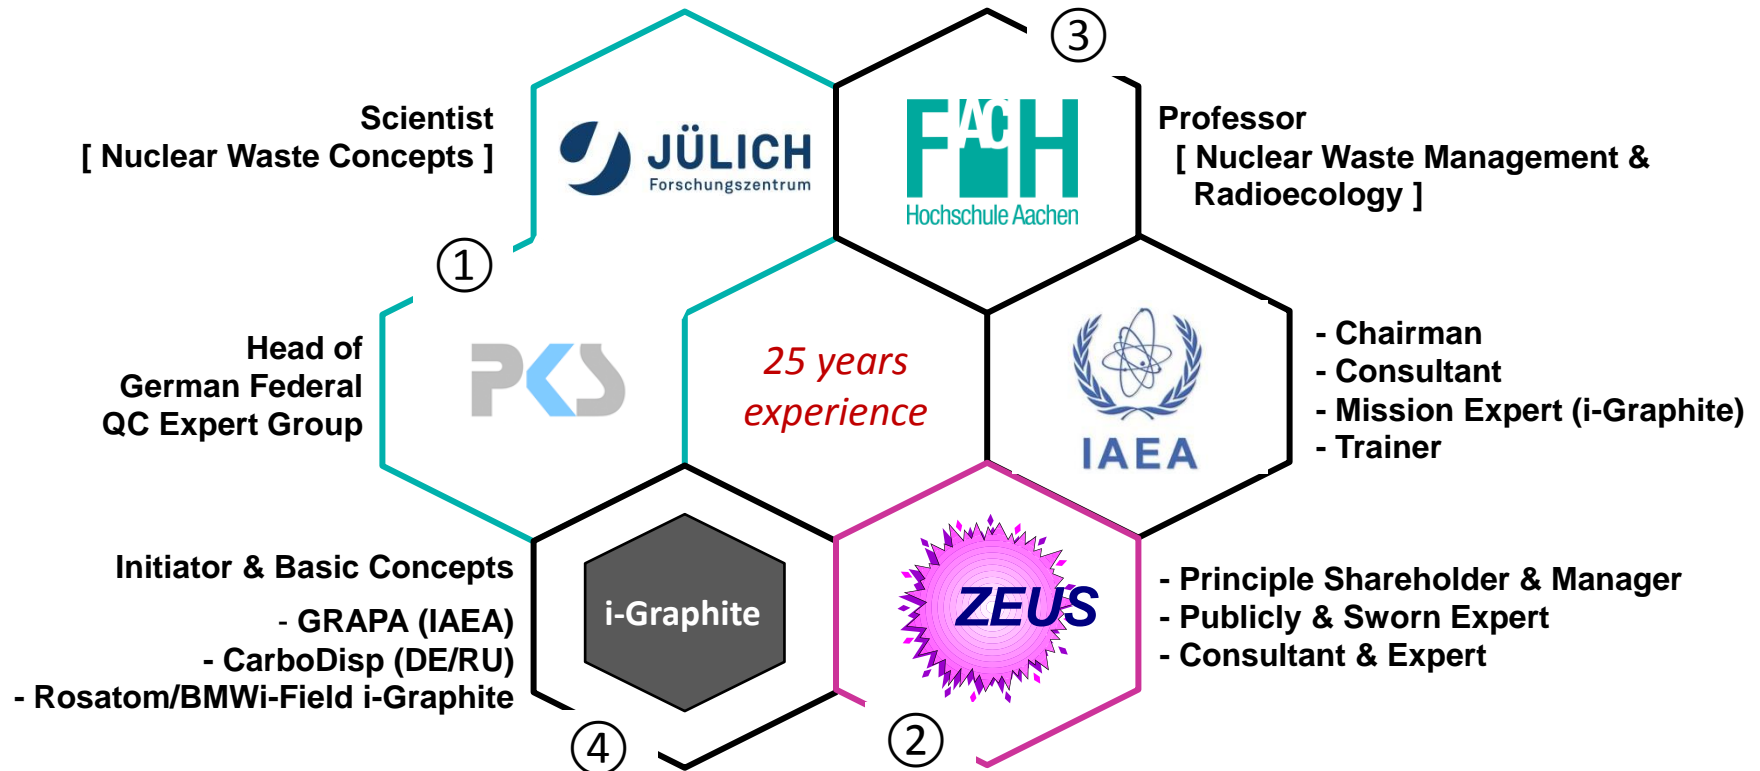 ③
Scientist
[ Nuclear Waste Concepts ]
JÜLICH
Forschungszentrum
FH
AC
Hochschule Aachen
Professor
[ Nuclear Waste Management &
Radioecology ]
①
Head of
German Federal
QC Expert Group
PKS
25 years
experience
IAEA
- Chairman
- Consultant
- Mission Expert (i-Graphite)
- Trainer
Initiator & Basic Concepts
- GRAPA (IAEA)
- CarboDisp (DE/RU)
- Rosatom/BMWi-Field i-Graphite
i-Graphite
ZEUS
- Principle Shareholder & Manager
- Publicly & Sworn Expert
- Consultant & Expert
④
②